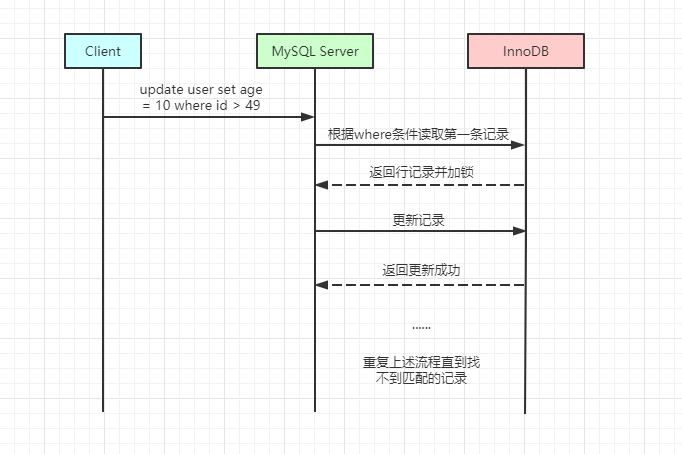 Client
MySQL Server
InnoDB
update user set age
= 10 where id > 49
根据where条件读取第一条记录
返回行记录并加锁
更新记录
返回更新成功
......
重复上述流程直到找
不到匹配的记录